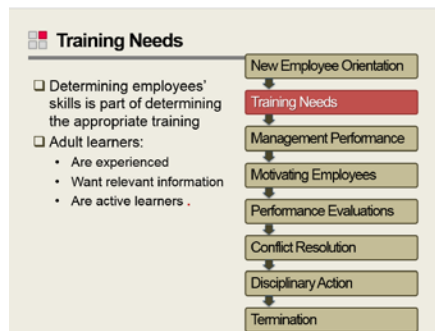 Training Needs
Determining employees'
skills is part of determining
the appropriate training
Adult learners:
Are experienced
Want relevant information
Are active learners .
New Employee Orientation
Training Needs
Management Performance
Motivating Employees
Performance Evaluations
Conflict Resolution
Disciplinary Action
Termination